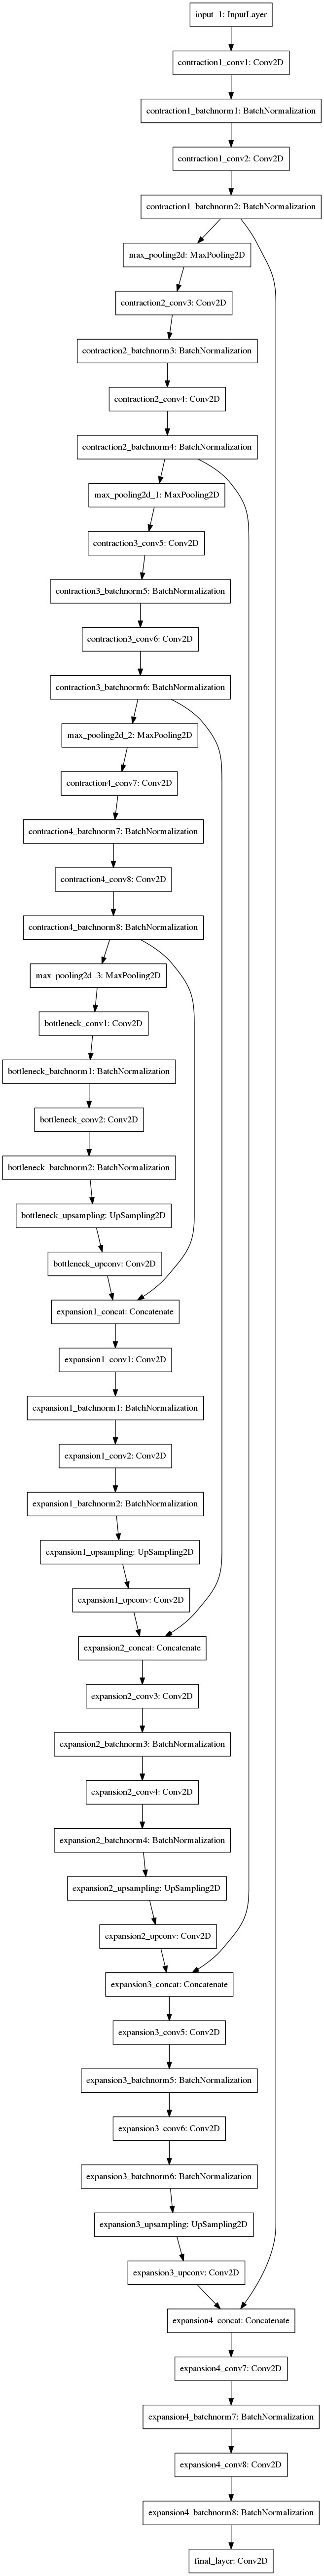 input_1: InputLayer
contraction1_conv1: Conv2D
contraction1_batchnorm1: BatchNormalization
contraction1_conv2: Conv2D
contraction1_batchnorm2: BatchNormalization
max_pooling2d: MaxPooling2D
contraction2_conv3: Conv2D
contraction2_batchnorm3: BatchNormalization
contraction2_conv4: Conv2D
contraction2_batchnorm4: BatchNormalization
max_pooling2d_1: MaxPooling2D
contraction3_conv5: Conv2D
contraction3_batchnorm5: BatchNormalization
contraction3_conv6: Conv2D
contraction3_batchnorm6: BatchNormalization
max_pooling2d_2: MaxPooling2D
contraction4_conv7: Conv2D
contraction4_batchnorm7: BatchNormalization
contraction4_conv8: Conv2D
contraction4_batchnorm8: BatchNormalization
max_pooling2d_3: MaxPooling2D
bottleneck_conv1: Conv2D
bottleneck_batchnorm1: BatchNormalization
bottleneck_conv2: Conv2D
bottleneck_batchnorm2: BatchNormalization
bottleneck_upsampling: UpSampling2D
bottleneck_upconv: Conv2D
expansion1_concat: Concatenate
expansion1_conv1: Conv2D
expansion1_batchnorm1: BatchNormalization
expansion1_conv2: Conv2D
expansion1_batchnorm2: BatchNormalization
expansion1_upsampling: UpSampling2D
expansion1_upconv: Conv2D
expansion2_concat: Concatenate
expansion2_conv3: Conv2D
expansion2_batchnorm3: BatchNormalization
expansion2_conv4: Conv2D
expansion2_batchnorm4: BatchNormalization
expansion2_upsampling: UpSampling2D
expansion2_upconv: Conv2D
expansion3_concat: Concatenate
expansion3_conv5: Conv2D
expansion3_batchnorm5: BatchNormalization
expansion3_conv6: Conv2D
expansion3_batchnorm6: BatchNormalization
expansion3_upsampling: UpSampling2D
expansion3_upconv: Conv2D
expansion4_concat: Concatenate
expansion4_conv7: Conv2D
expansion4_batchnorm7: BatchNormalization
expansion4_conv8: Conv2D
expansion4_batchnorm8: BatchNormalization
final_layer: Conv2D